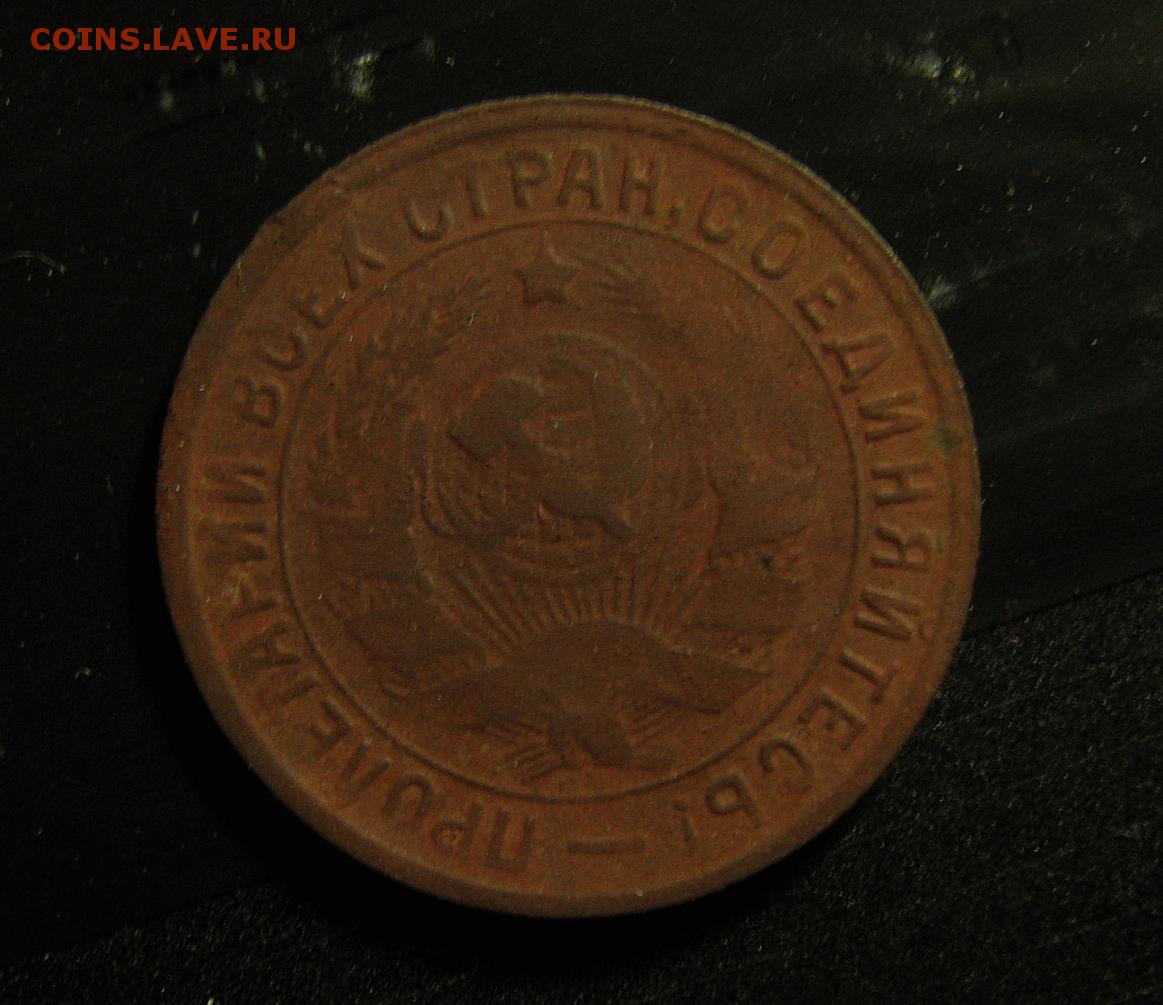 COINS.LAVE.RU
ПРОЛЕТАРИИ ВСЕХ СТРАН, СОЕДИНЯЙТЕСЬ! —